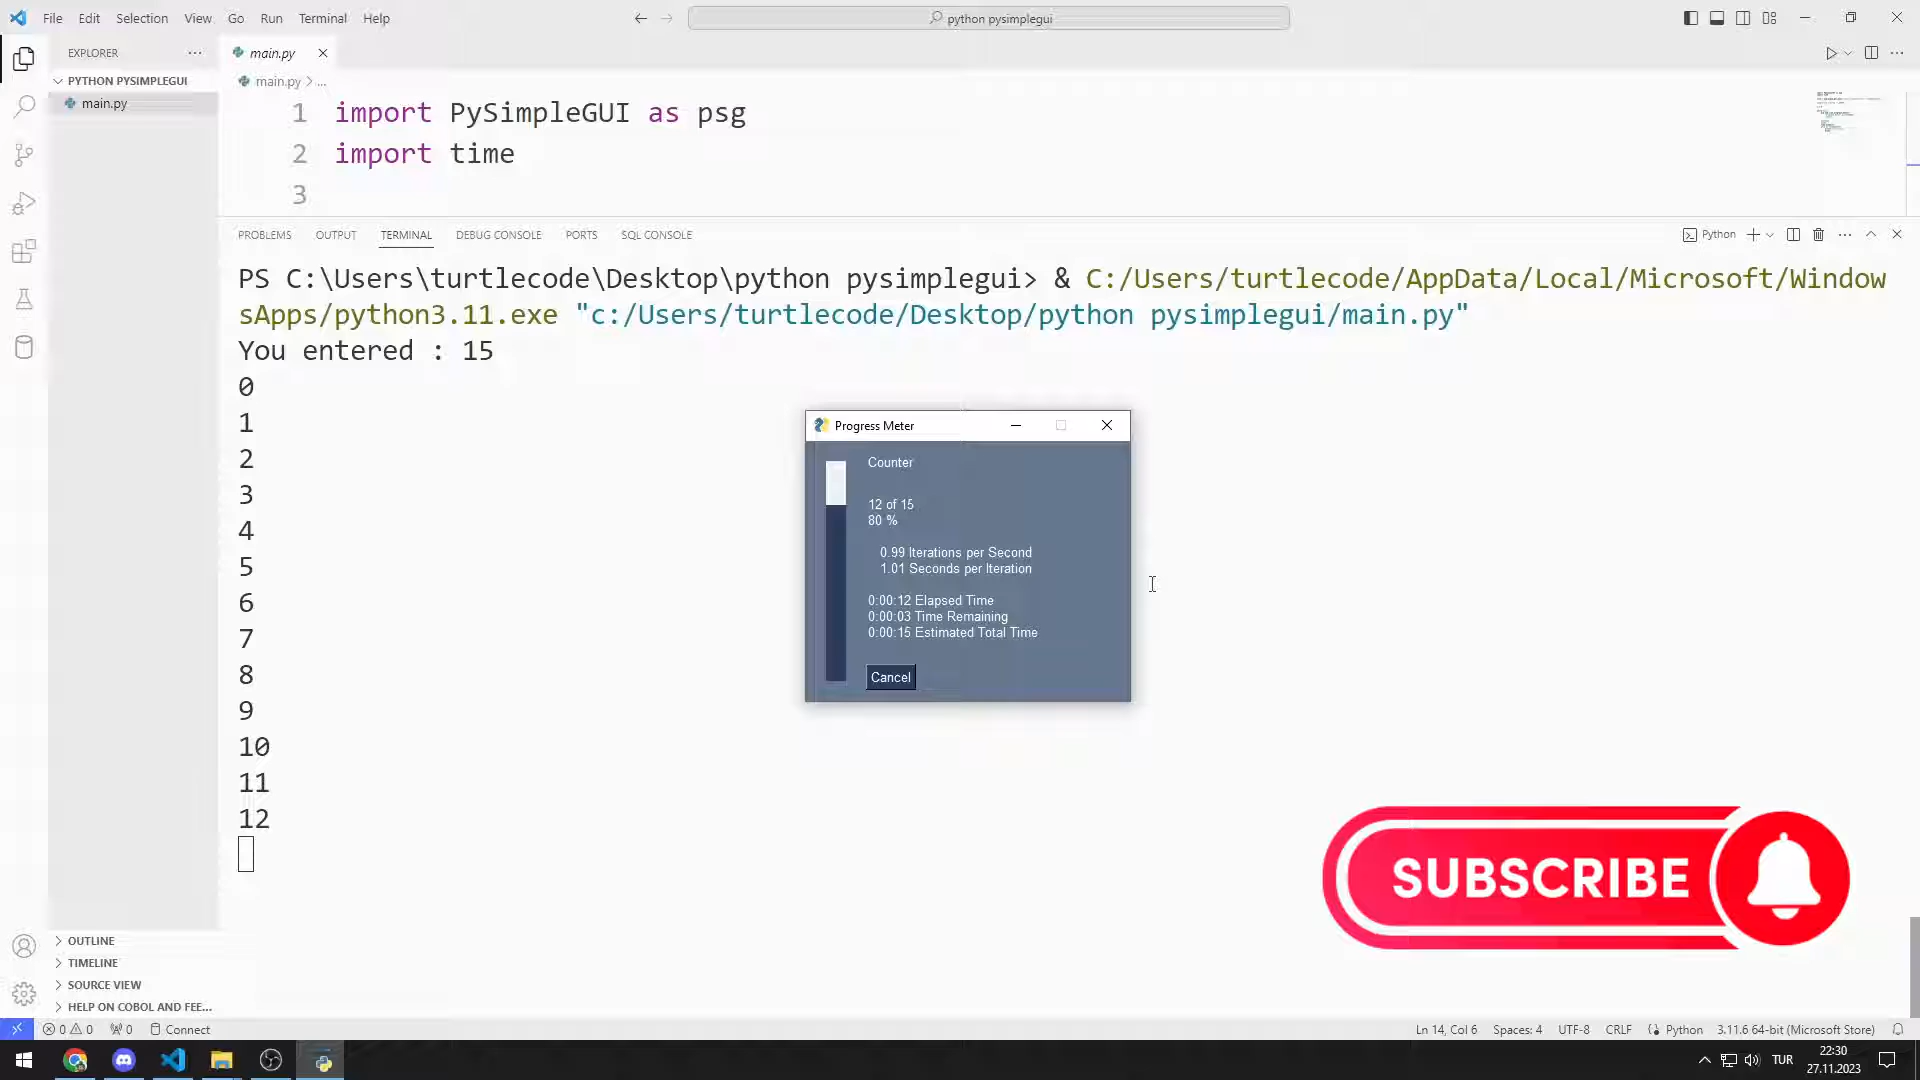 File Edit Selection View Go Run Terminal Help
python pysimplegui
EXPLORER
main.py
PYTHON PYSIMPLEGUI
main.py
main.py > ...
1 import PySimpleGUI as psg
2 import time
3
PROBLEMS OUTPUT TERMINAL DEBUG CONSOLE PORTS SQL CONSOLE
Python
PS C:\Users\turtlecode\Desktop\python pysimplegui> & C:/Users/turtlecode/AppData/Local/Microsoft/Window
sApps/python3.11.exe "c:/Users/turtlecode/Desktop/python pysimplegui/main.py"
You entered : 15
0
1
2
3
4
5
6
7
8
9
10
11
12
Progress Meter
Counter
12 of 15
80 %
0.99 Iterations per Second
1.01 Seconds per Iteration
0:00:12 Elapsed Time
0:00:03 Time Remaining
0:00:15 Estimated Total Time
Cancel
SUBSCRIBE
OUTLINE
TIMELINE
SOURCE VIEW
HELP ON COBOL AND FEE...
0 0 0 Connect
Ln 14, Col 6 Spaces: 4 UTF-8 CRLF Python 3.11.6 64-bit (Microsoft Store)
TUR
22:30
27.11.2023